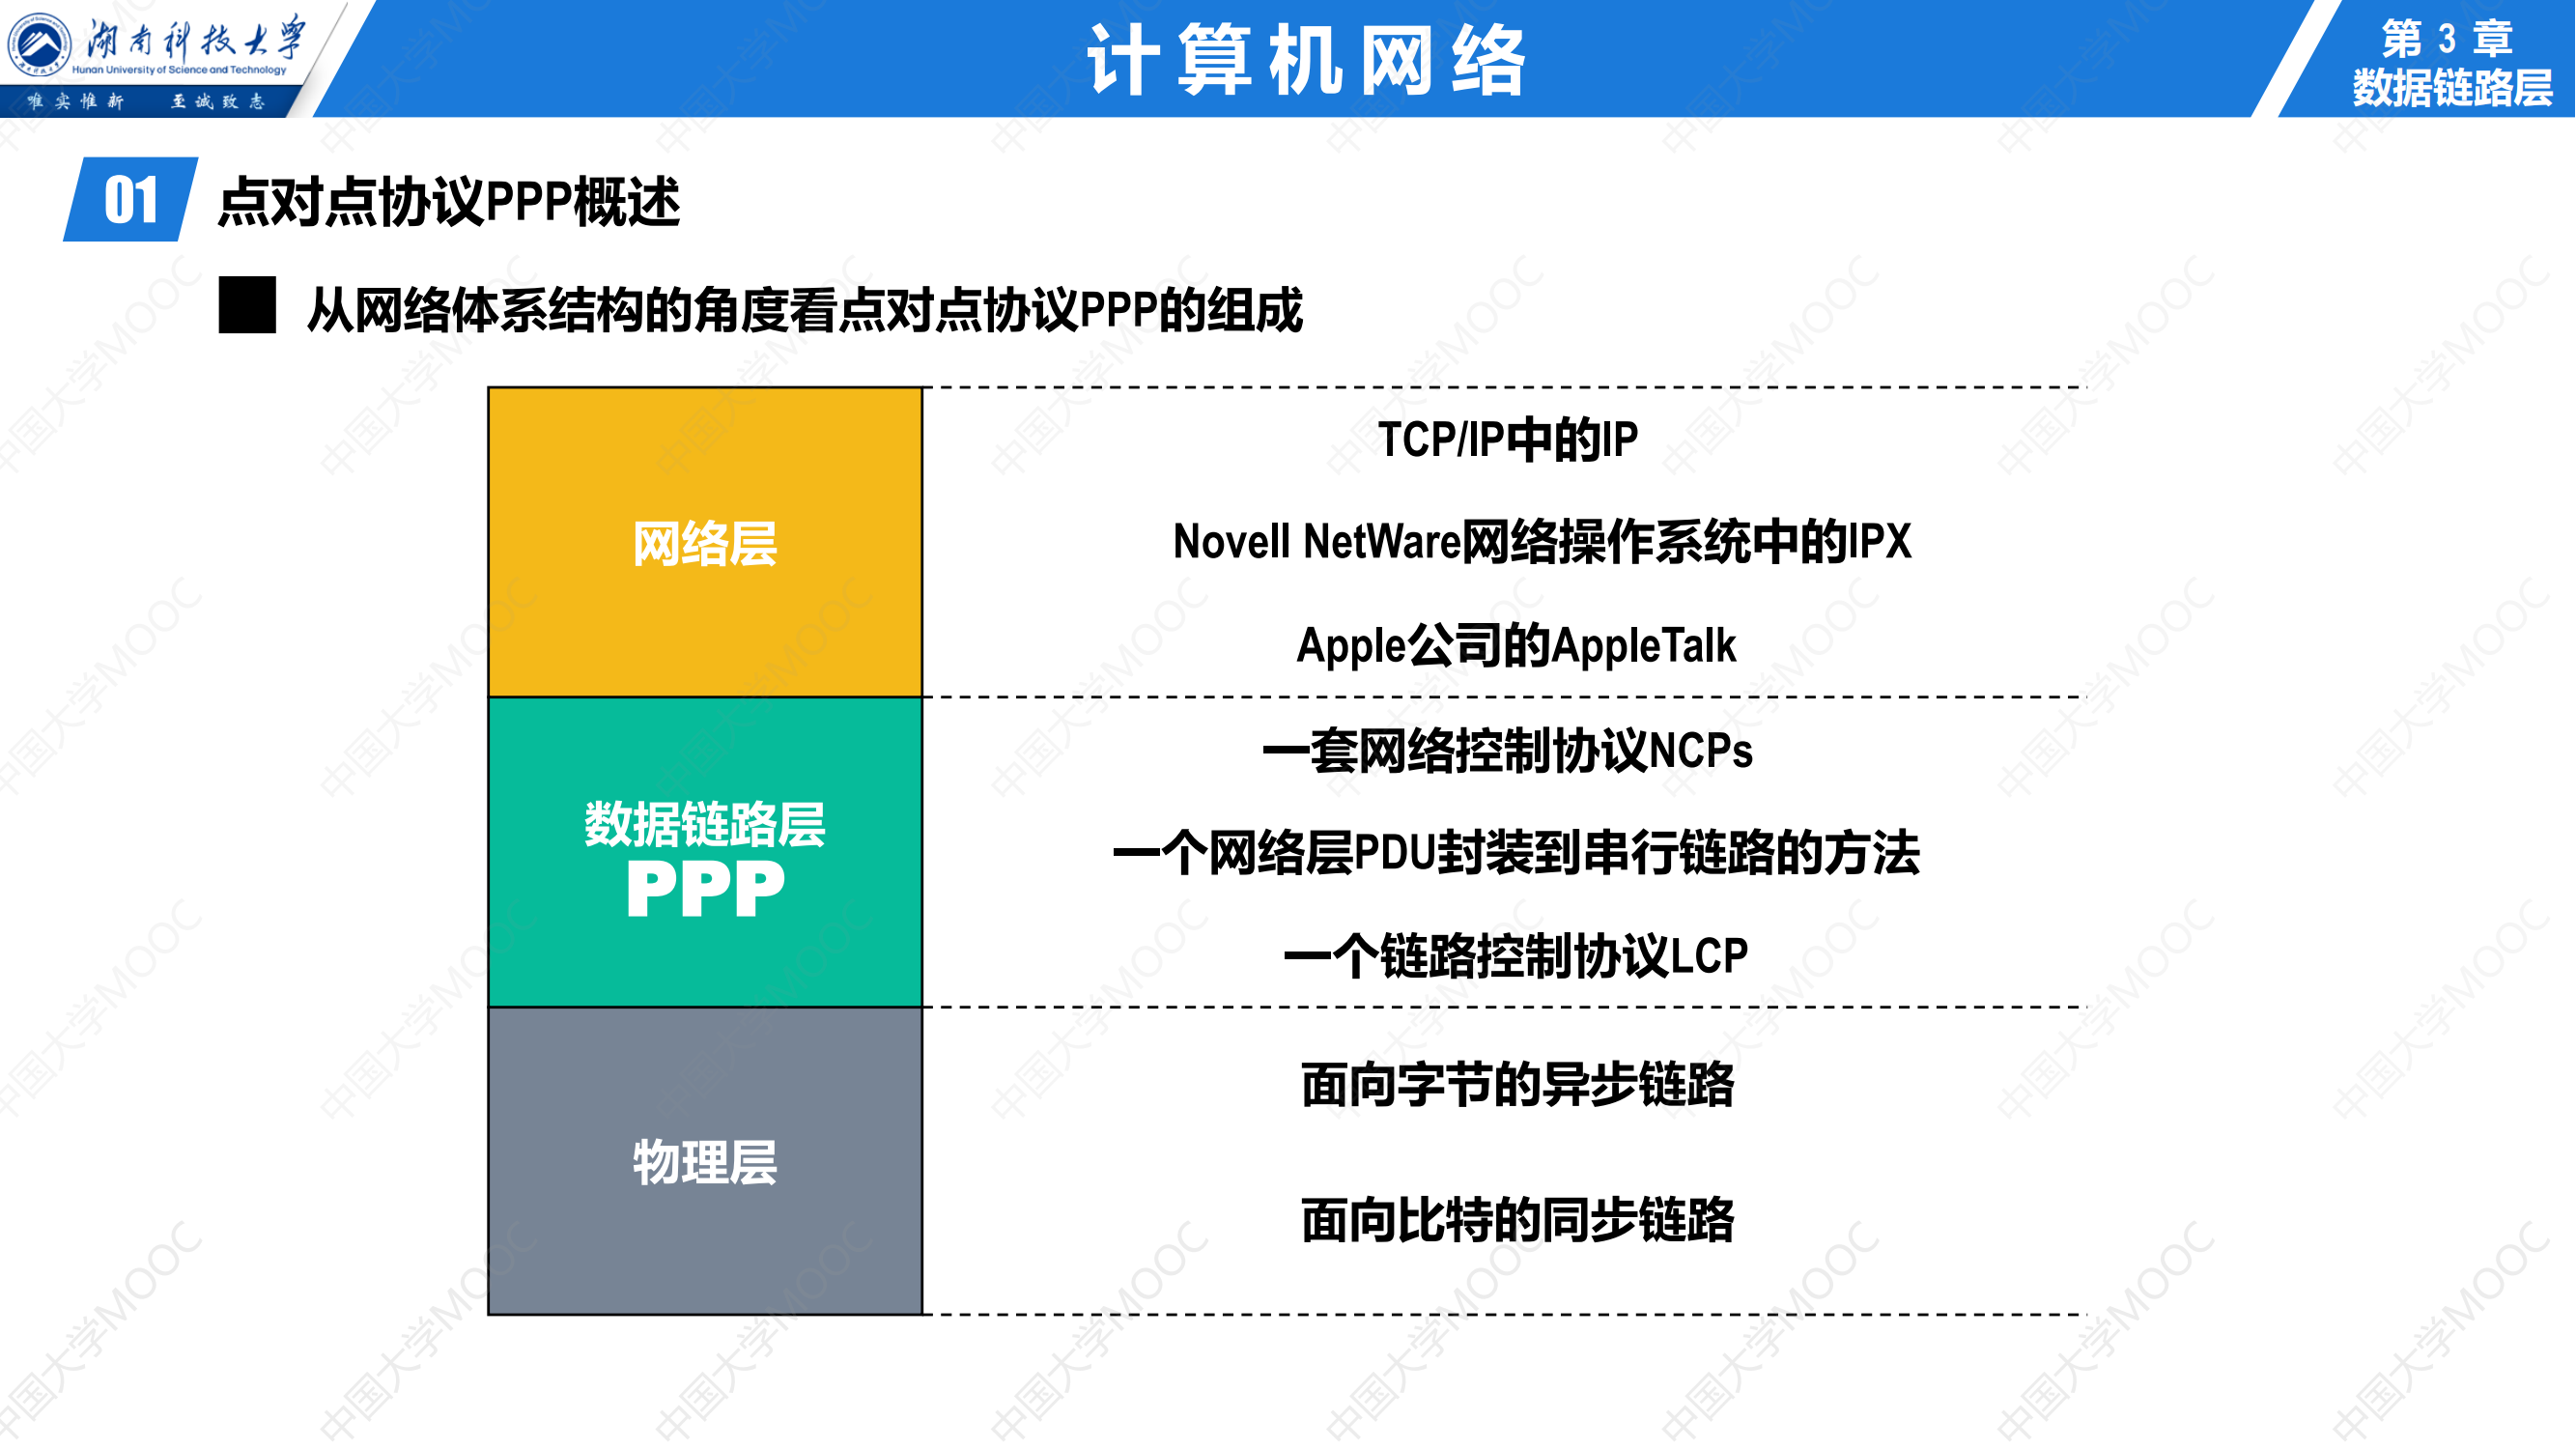 湖南科技大学
Hunan University of Science and Technology
唯实惟新 至诚致志
计算机网络
第 3 章
数据链路层
01 点对点协议PPP概述
从网络体系结构的角度看点对点协议PPP的组成
网络层
TCP/IP中的IP
Novell NetWare网络操作系统中的IPX
Apple公司的AppleTalk
数据链路层
PPP
一套网络控制协议NCPs
一个网络层PDU封装到串行链路的方法
一个链路控制协议LCP
物理层
面向字节的异步链路
面向比特的同步链路
中国大学MOOC